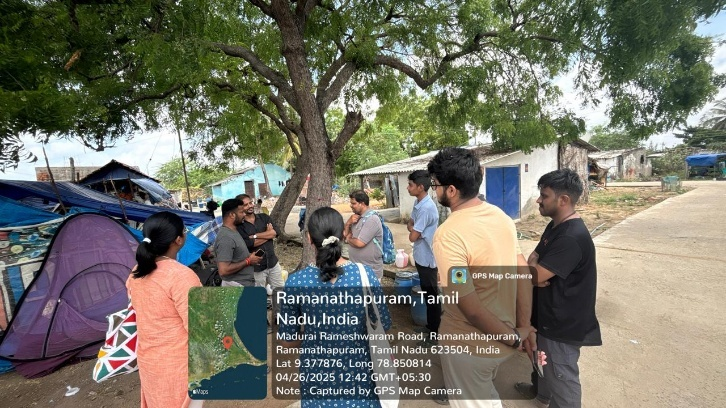 GPS Map Camera
Ramanathapuram,Tamil
Nadu,India
Madurai Rameshwaram Road, Ramanathapuram,
Ramanathapuram, Tamil Nadu 623504, India
Lat 9.377876, Long 78.850814
04/26/2025 12:42 GMT+05:30
Note : Captured by GPS Map Camera